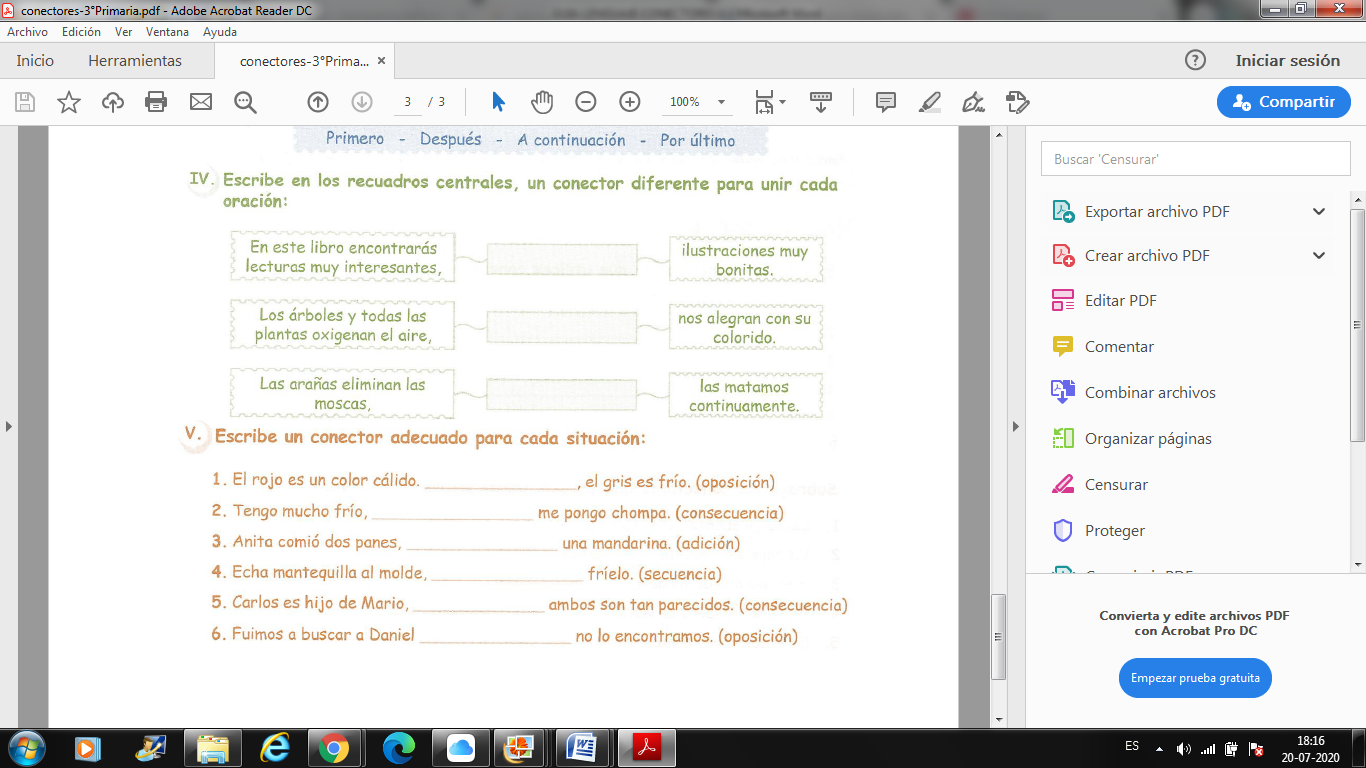 conectores-3°Primaria.pdf - Adobe Acrobat Reader DC
Archivo Edición Ver Ventana Ayuda
Inicio Herramientas conectores-3°Prima... × Iniciar sesión
3 / 3 100% Compartir
Primero - Después - A continuación - Por último
IV. Escribe en los recuadros centrales, un conector diferente para unir cada
oración:
En este libro encontrarás
lecturas muy interesantes,
ilustraciones muy
bonitas.
Los árboles y todas las
plantas oxigenan el aire,
nos alegran con su
colorido.
Las arañas eliminan las
moscas,
las matamos
continuamente.
V. Escribe un conector adecuado para cada situación:
1. El rojo es un color cálido. _______________, el gris es frío. (oposición)
2. Tengo mucho frío, _______________ me pongo chompa. (consecuencia)
3. Anita comió dos panes, _______________ una mandarina. (adición)
4. Echa mantequilla al molde, _______________ fríelo. (secuencia)
5. Carlos es hijo de Mario, _______________ ambos son tan parecidos. (consecuencia)
6. Fuimos a buscar a Daniel _______________ no lo encontramos. (oposición)
Buscar 'Censurar'
Exportar archivo PDF
Crear archivo PDF
Editar PDF
Comentar
Combinar archivos
Organizar páginas
Censurar
Proteger
Convierta y edite archivos PDF
con Acrobat Pro DC
Empezar prueba gratuita
ES
18:16
20-07-2020